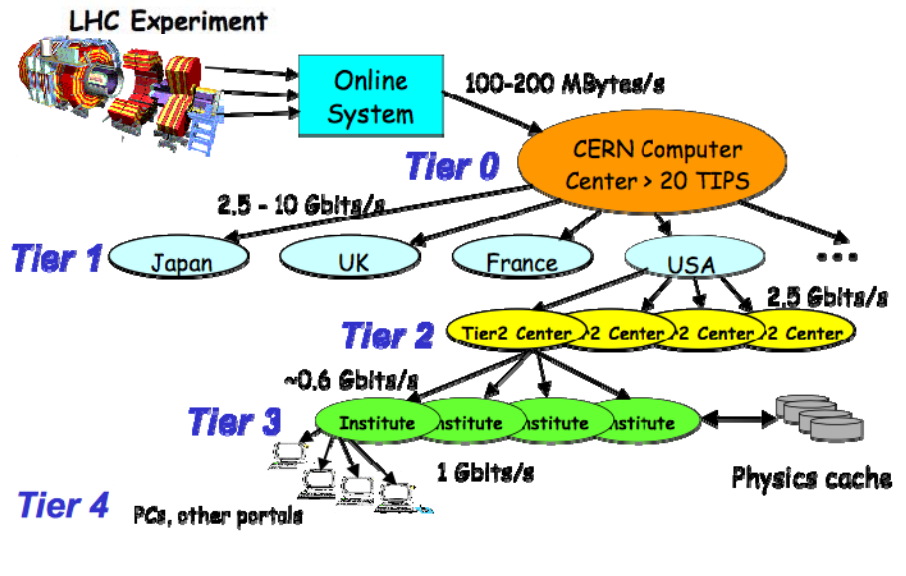 LHC Experiment
Online
System
100-200 MBytes/s
Tier 0
CERN Computer
Center > 20 TIPS
2.5 - 10 Gbits/s
Tier 1
Japan
UK
France
USA
...
2.5 Gbits/s
Tier 2
Tier2 Center
-2 Center
-2 Center
-2 Center
~0.6 Gbits/s
Tier 3
Institute
nstitute
nstitute
nstitute
1 Gbits/s
Physics cache
Tier 4
PCs, other portals